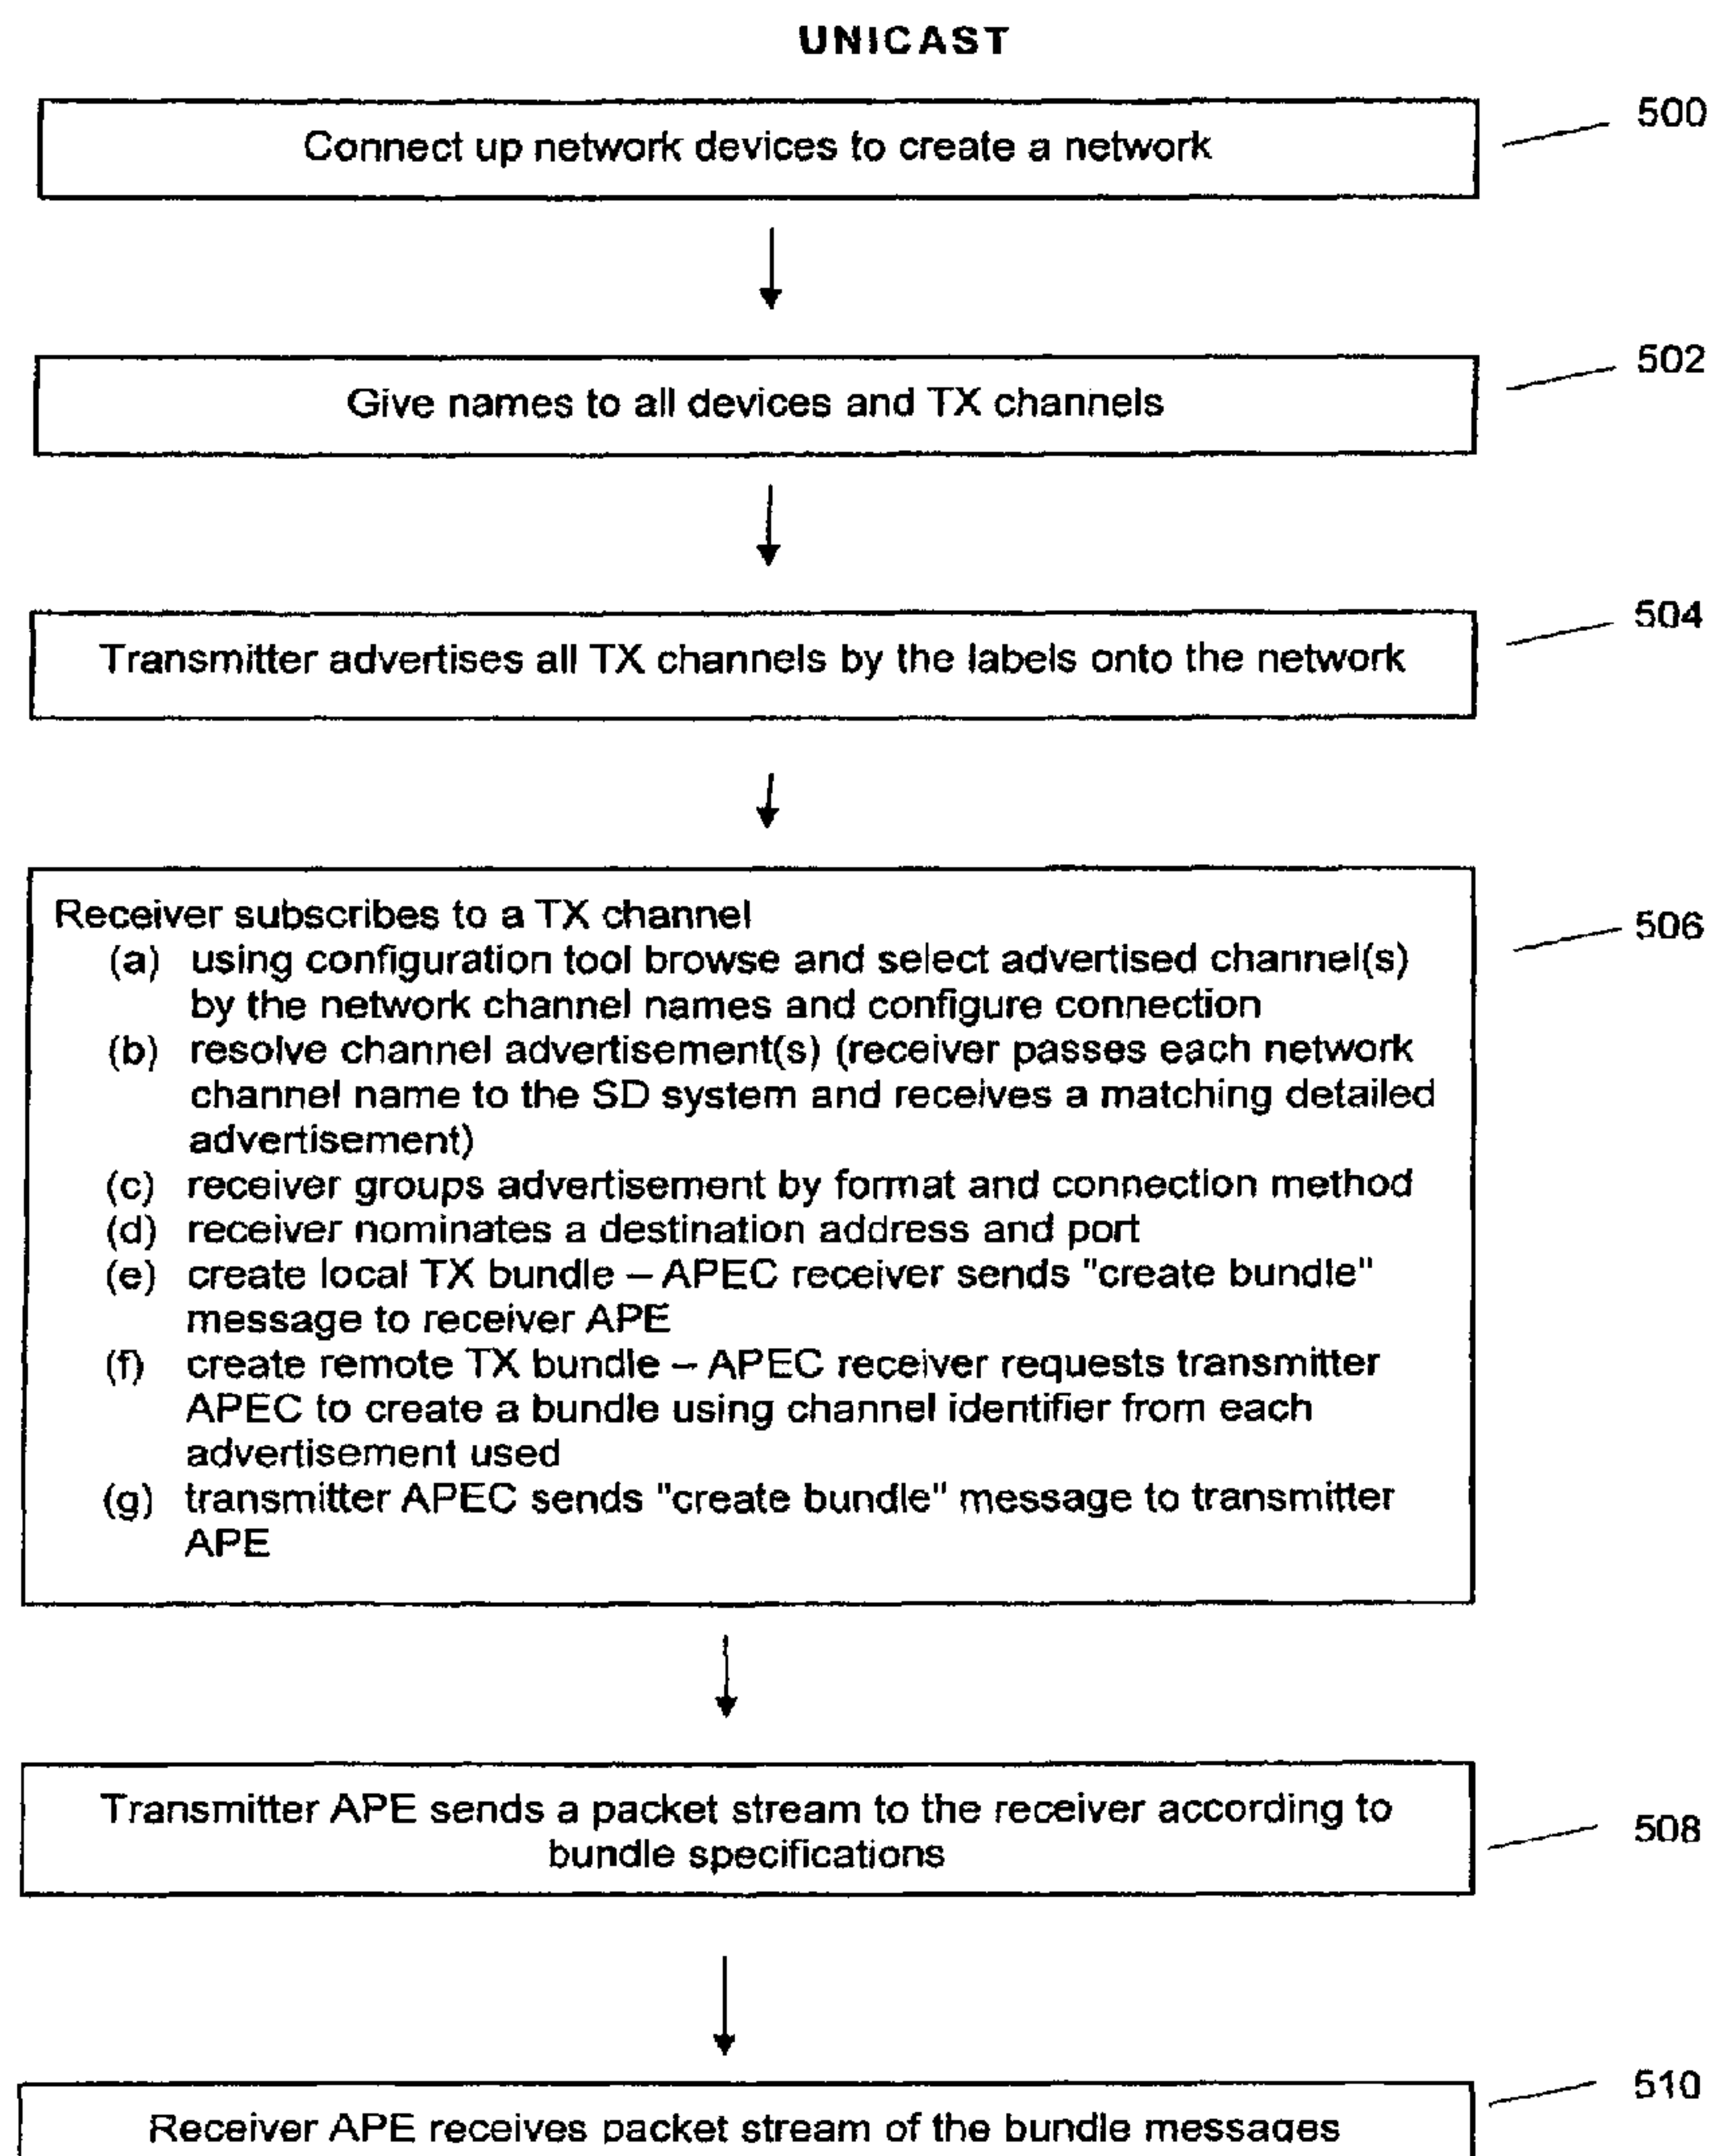 UNICAST
Connect up network devices to create a network
500
Give names to all devices and TX channels
502
Transmitter advertises all TX channels by the labels onto the network
504
Receiver subscribes to a TX channel
(a) using configuration tool browse and select advertised channel(s)
by the network channel names and configure connection
(b) resolve channel advertisement(s) (receiver passes each network
channel name to the SD system and receives a matching detailed
advertisement)
(c) receiver groups advertisement by format and connection method
(d) receiver nominates a destination address and port
(e) create local TX bundle – APEC receiver sends "create bundle"
message to receiver APE
(f) create remote TX bundle – APEC receiver requests transmitter
APEC to create a bundle using channel identifier from each
advertisement used
(g) transmitter APEC sends "create bundle" message to transmitter
APE
506
Transmitter APE sends a packet stream to the receiver according to
bundle specifications
508
Receiver APE receives packet stream of the bundle messages
510